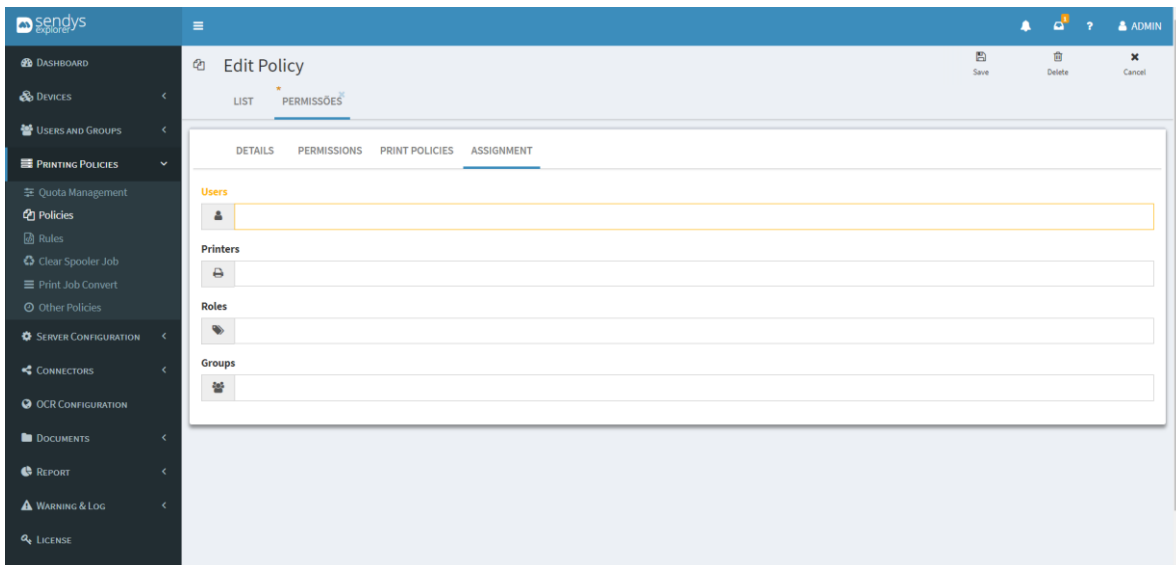 sendys
explorer
1
?
ADMIN
DASHBOARD
DEVICES
USERS AND GROUPS
PRINTING POLICIES
Quota Management
Policies
Rules
Clear Spooler Job
Print Job Convert
Other Policies
SERVER CONFIGURATION
CONNECTORS
OCR CONFIGURATION
DOCUMENTS
REPORT
WARNING & LOG
LICENSE
Edit Policy
Save
Delete
Cancel
LIST
* PERMISSÕES
DETAILS
PERMISSIONS
PRINT POLICIES
ASSIGNMENT
Users
Printers
Roles
Groups